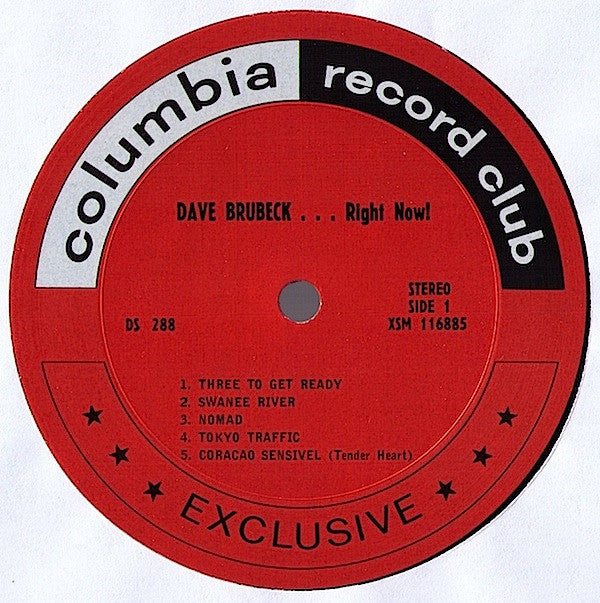 columbia record club
DAVE BRUBECK . . . Right Now!
STEREO
SIDE 1
DS 288
XSM 116885
1. THREE TO GET READY
2. SWANEE RIVER
3. NOMAD
4. TOKYO TRAFFIC
5. CORACAO SENSIVEL (Tender Heart)
★ ★ ★ EXCLUSIVE ★ ★ ★